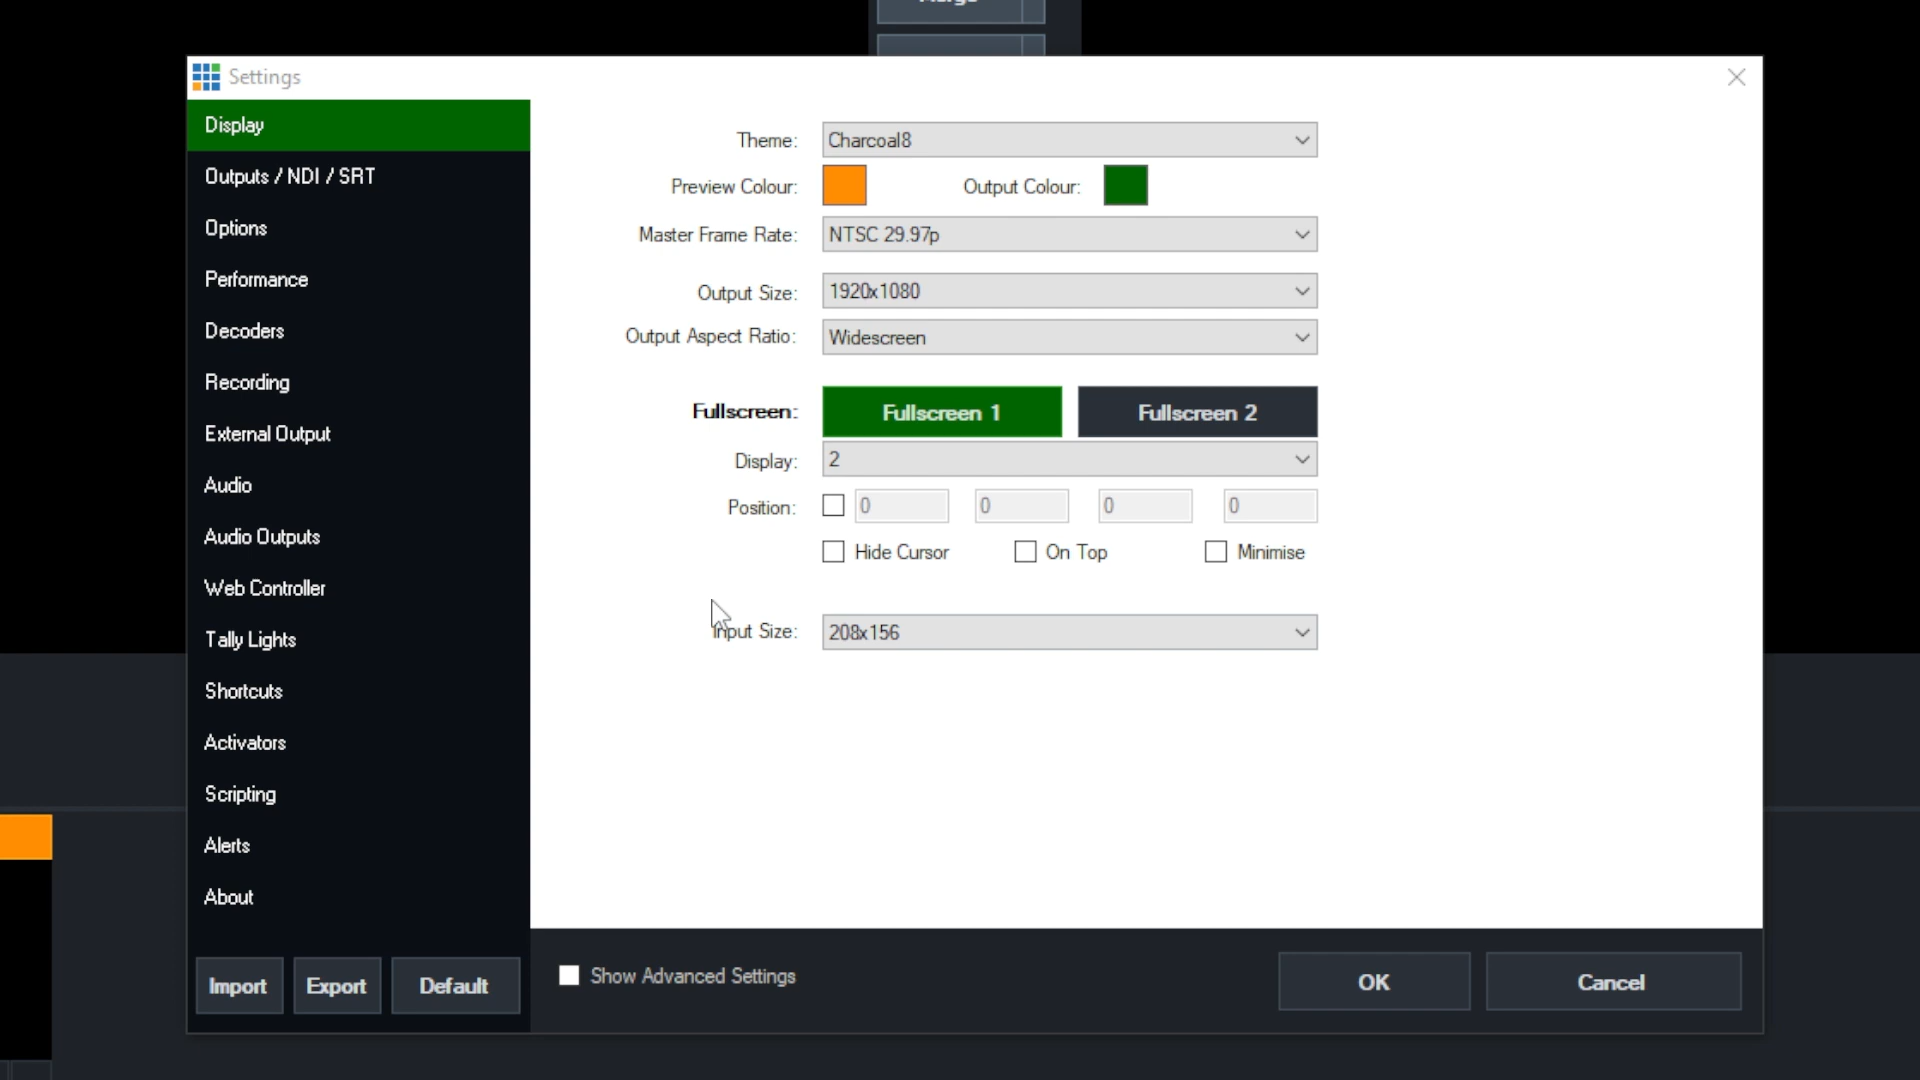 Settings
Display
Outputs / NDI / SRT
Options
Performance
Decoders
Recording
External Output
Audio
Audio Outputs
Web Controller
Tally Lights
Shortcuts
Activators
Scripting
Alerts
About
Import Export Default
Theme: Charcoal8
Preview Colour: Output Colour:
Master Frame Rate: NTSC 29.97p
Output Size: 1920x1080
Output Aspect Ratio: Widescreen
Fullscreen: Fullscreen 1 Fullscreen 2
Display: 2
Position: 0 0 0 0
Hide Cursor On Top Minimise
Input Size: 208x156
Show Advanced Settings
OK Cancel